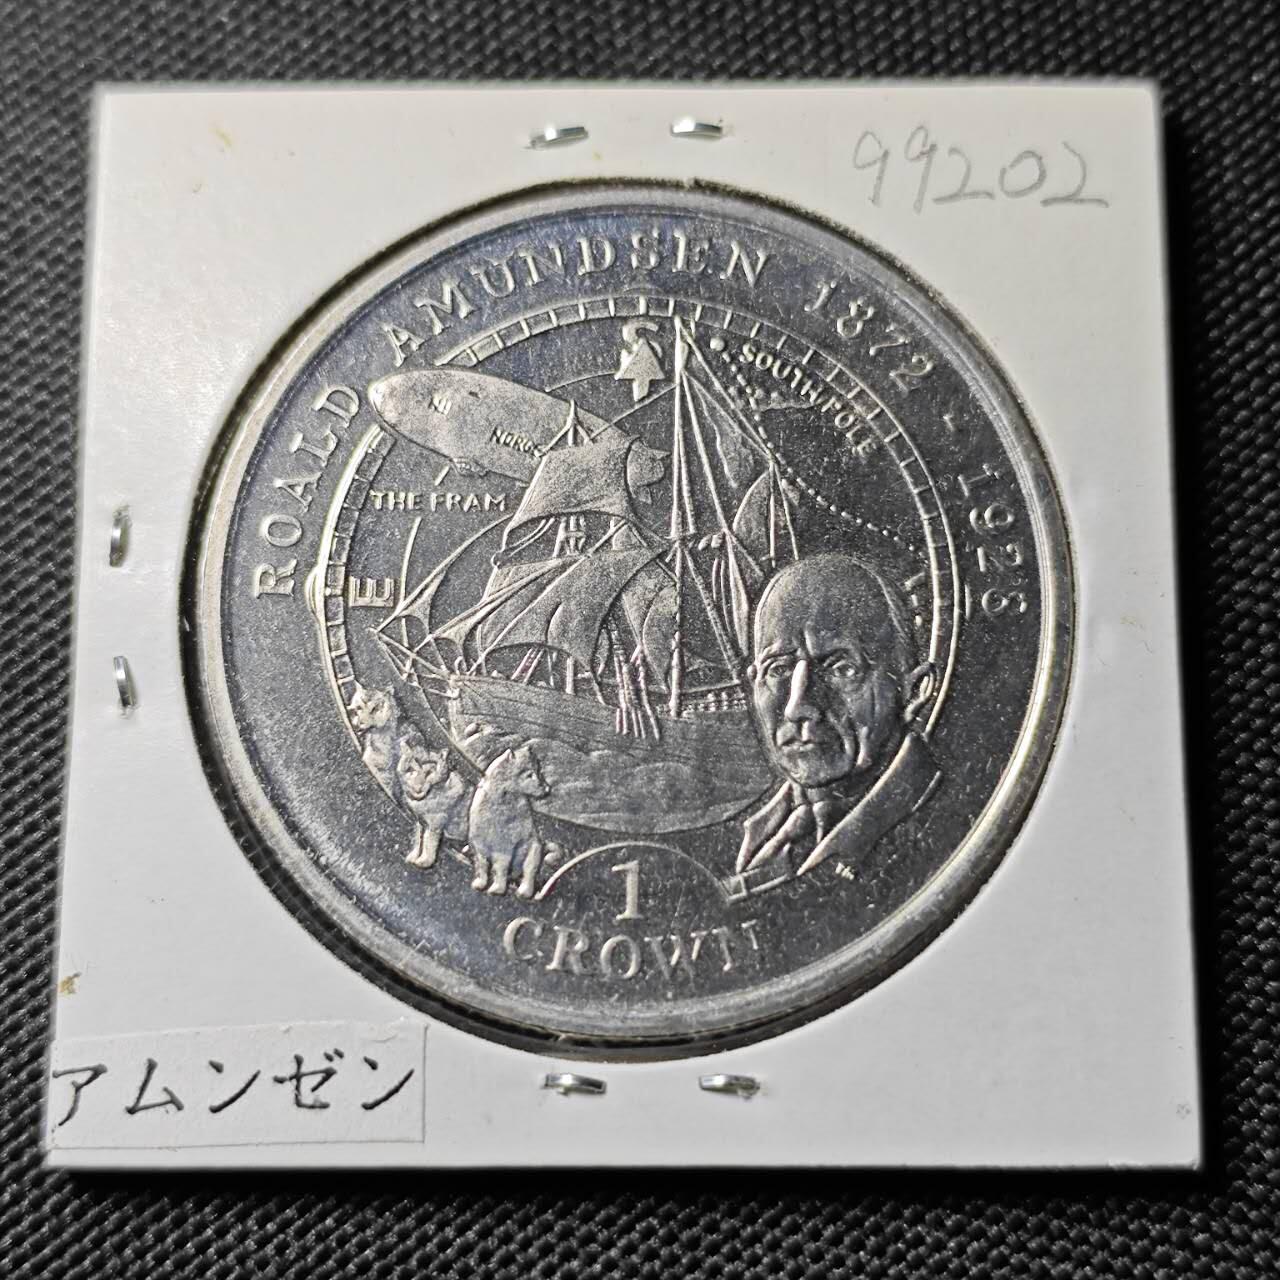 99202
ROALD AMUNDSEN 1872 - 1928
S
SOUTH POLE
NORGE
THE FRAM
E
1
CROWN
アムンゼン